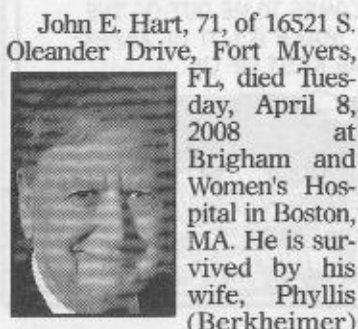 John E. Hart, 71, of 16521 S.
Oleander Drive, Fort Myers,
FL, died Tues-
day, April 8,
2008 at
Brigham and
Women's Hos-
pital in Boston,
MA. He is sur-
vived by his
wife, Phyllis
(Berkheimer)